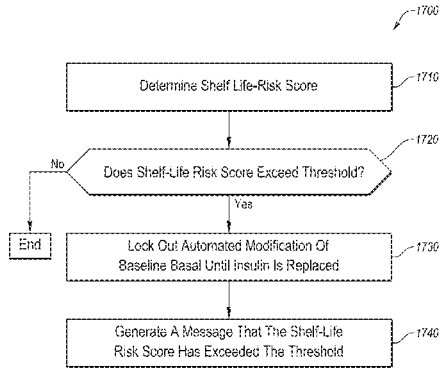 1700
Determine Shelf Life-Risk Score
1710
1720
No
Does Shelf-Life Risk Score Exceed Threshold?
Yes
End
Lock Out Automated Modification Of
Baseline Basal Until Insulin Is Replaced
1730
Generate A Message That The Shelf-Life
Risk Score Has Exceeded The Threshold
1740